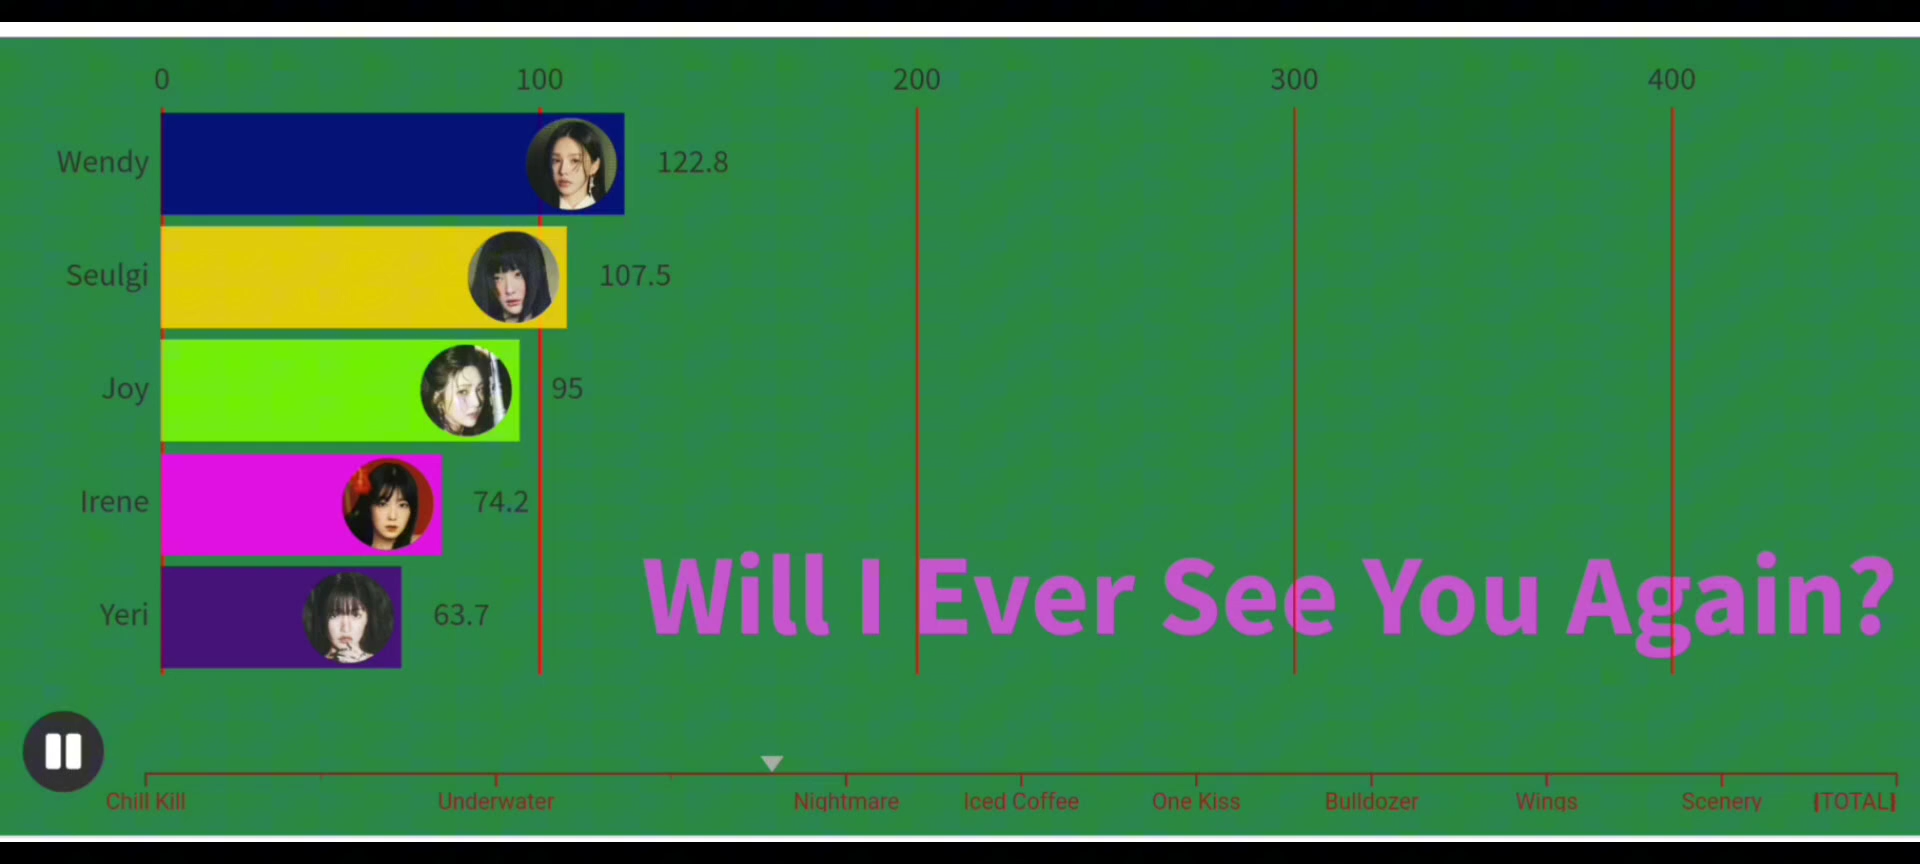 0 100 200 300 400
Wendy 122.8
Seulgi 107.5
Joy 95
Irene 74.2
Yeri 63.7
Will I Ever See You Again?
Chill Kill Underwater Nightmare Iced Coffee One Kiss Bulldozer Wings Scenery [TOTAL]